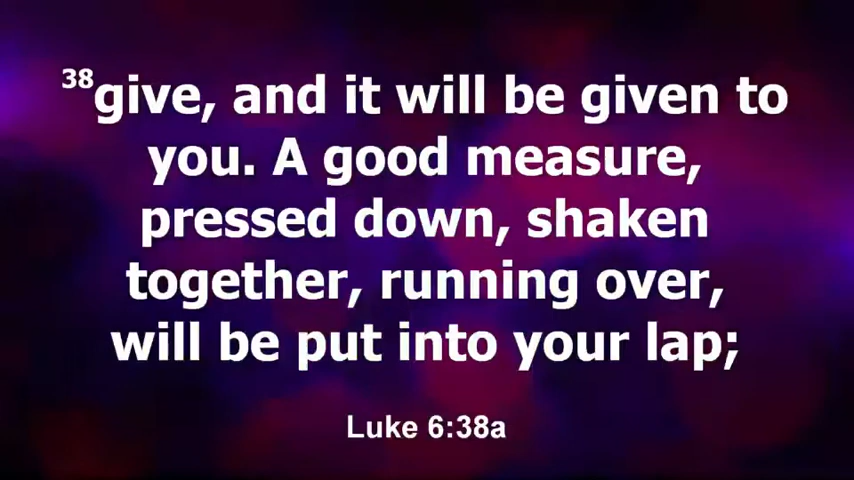 38give, and it will be given to
you. A good measure,
pressed down, shaken
together, running over,
will be put into your lap;
Luke 6:38a